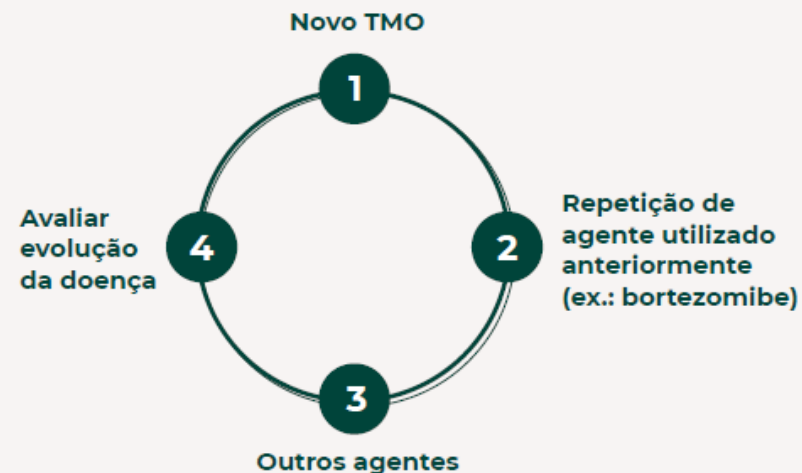 Novo TMO
1
2
Repetição de
agente utilizado
anteriormente
(ex.: bortezomibe)
3
Outros agentes
4
Avaliar
evolução
da doença